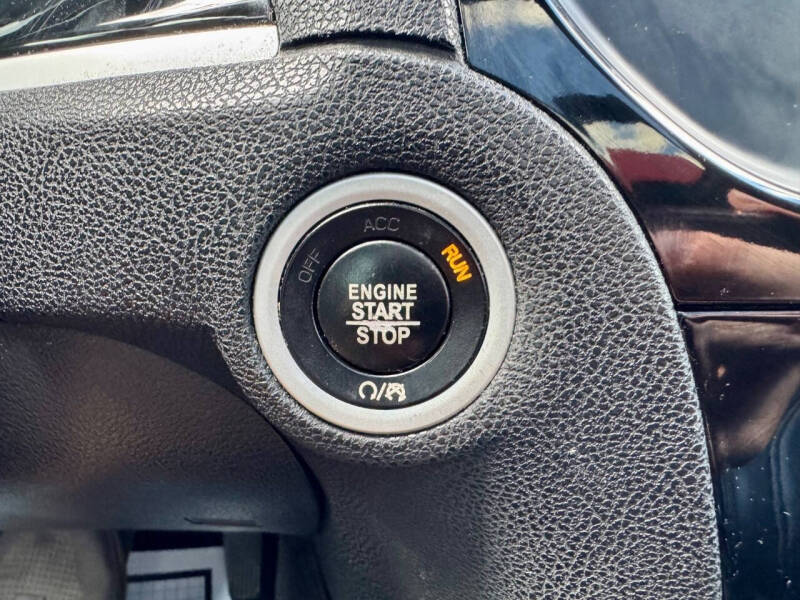 ACC
OFF
RUN
ENGINE
START
STOP